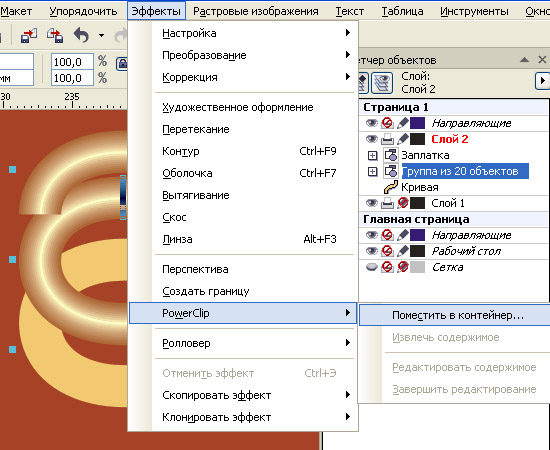 Макет Упорядочить Эффекты Растровые изображения Текст Таблица Инструменты Окно
100,0 %
мм 100,0 %
30 235
Настройка
Преобразование
Коррекция
Художественное оформление
Перетекание
Контур Ctrl+F9
Оболочка Ctrl+F7
Вытягивание
Скос
Линза Alt+F3
Перспектива
Создать границу
PowerClip
Ролловер
Отменить эффект Ctrl+Э
Скопировать эффект
Клонировать эффект
Поместить в контейнер...
Извлечь содержимое
Редактировать содержимое
Завершить редактирование
етчер объектов
Слой:
Слой 2
Страница 1
Направляющие
Слой 2
Заплатка
Группа из 20 объектов
Кривая
Слой 1
Главная страница
Направляющие
Рабочий стол
Сетка